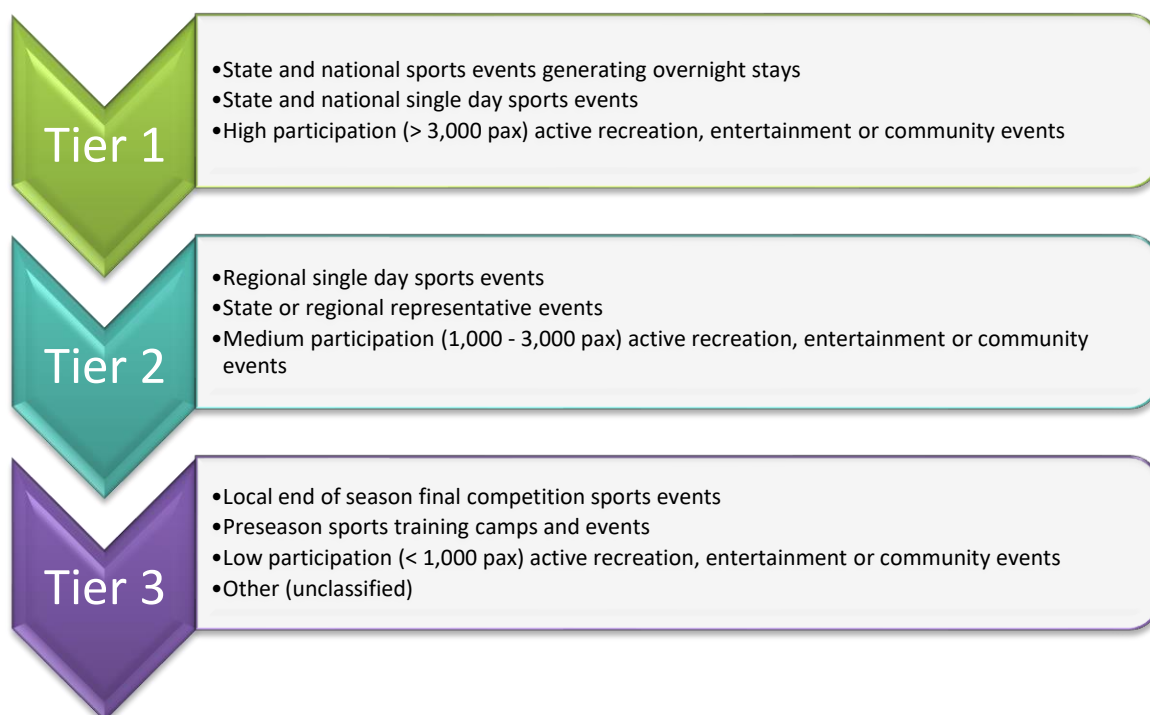 Tier 1
•State and national sports events generating overnight stays
•State and national single day sports events
•High participation (> 3,000 pax) active recreation, entertainment or community events
Tier 2
•Regional single day sports events
•State or regional representative events
•Medium participation (1,000 - 3,000 pax) active recreation, entertainment or community
events
Tier 3
•Local end of season final competition sports events
•Preseason sports training camps and events
•Low participation (< 1,000 pax) active recreation, entertainment or community events
•Other (unclassified)